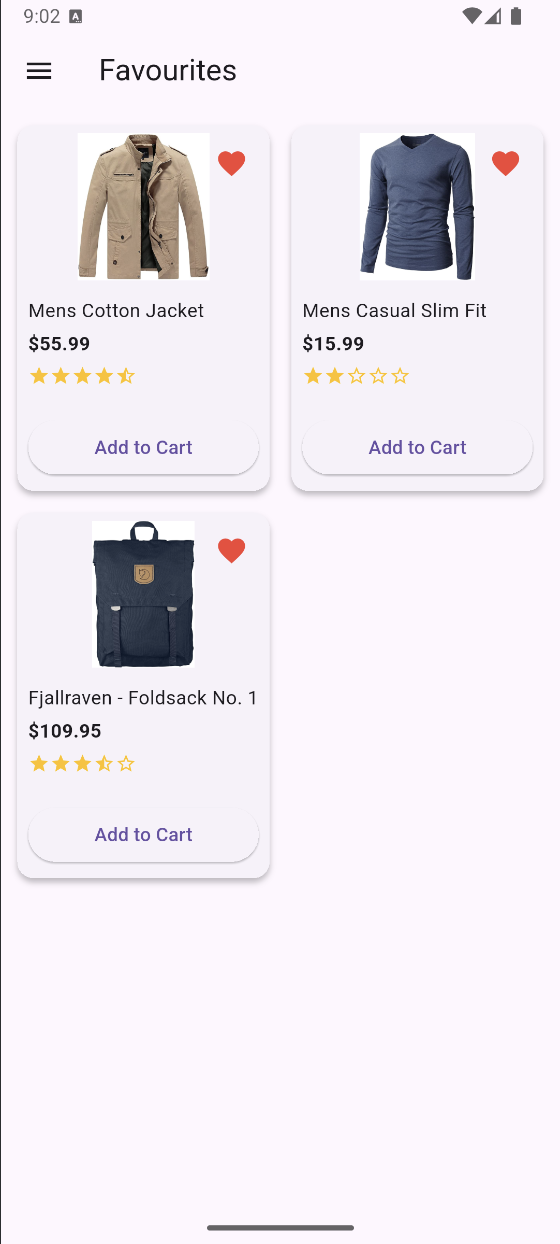 9:02 A
Favourites
Mens Cotton Jacket
$55.99
Add to Cart
Mens Casual Slim Fit
$15.99
Add to Cart
Fjallraven - Foldsack No. 1
$109.95
Add to Cart